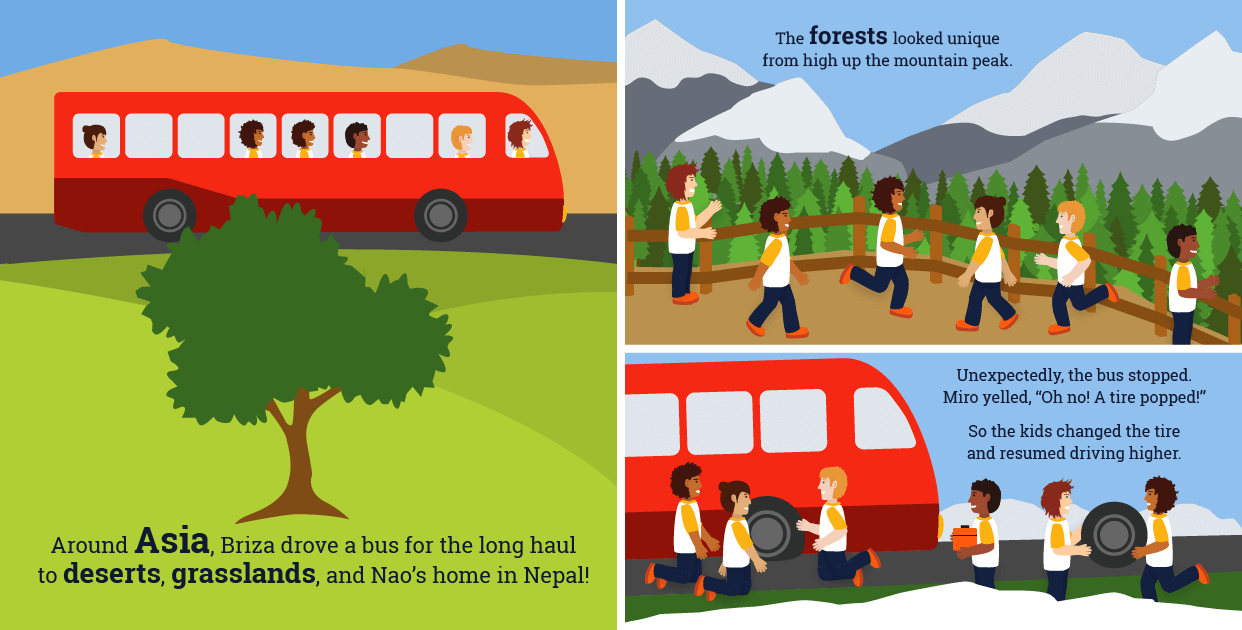 Around Asia, Briza drove a bus for the long haul
to deserts, grasslands, and Nao’s home in Nepal!
The forests looked unique
from high up the mountain peak.
Unexpectedly, the bus stopped.
Miro yelled, “Oh no! A tire popped!”
So the kids changed the tire
and resumed driving higher.